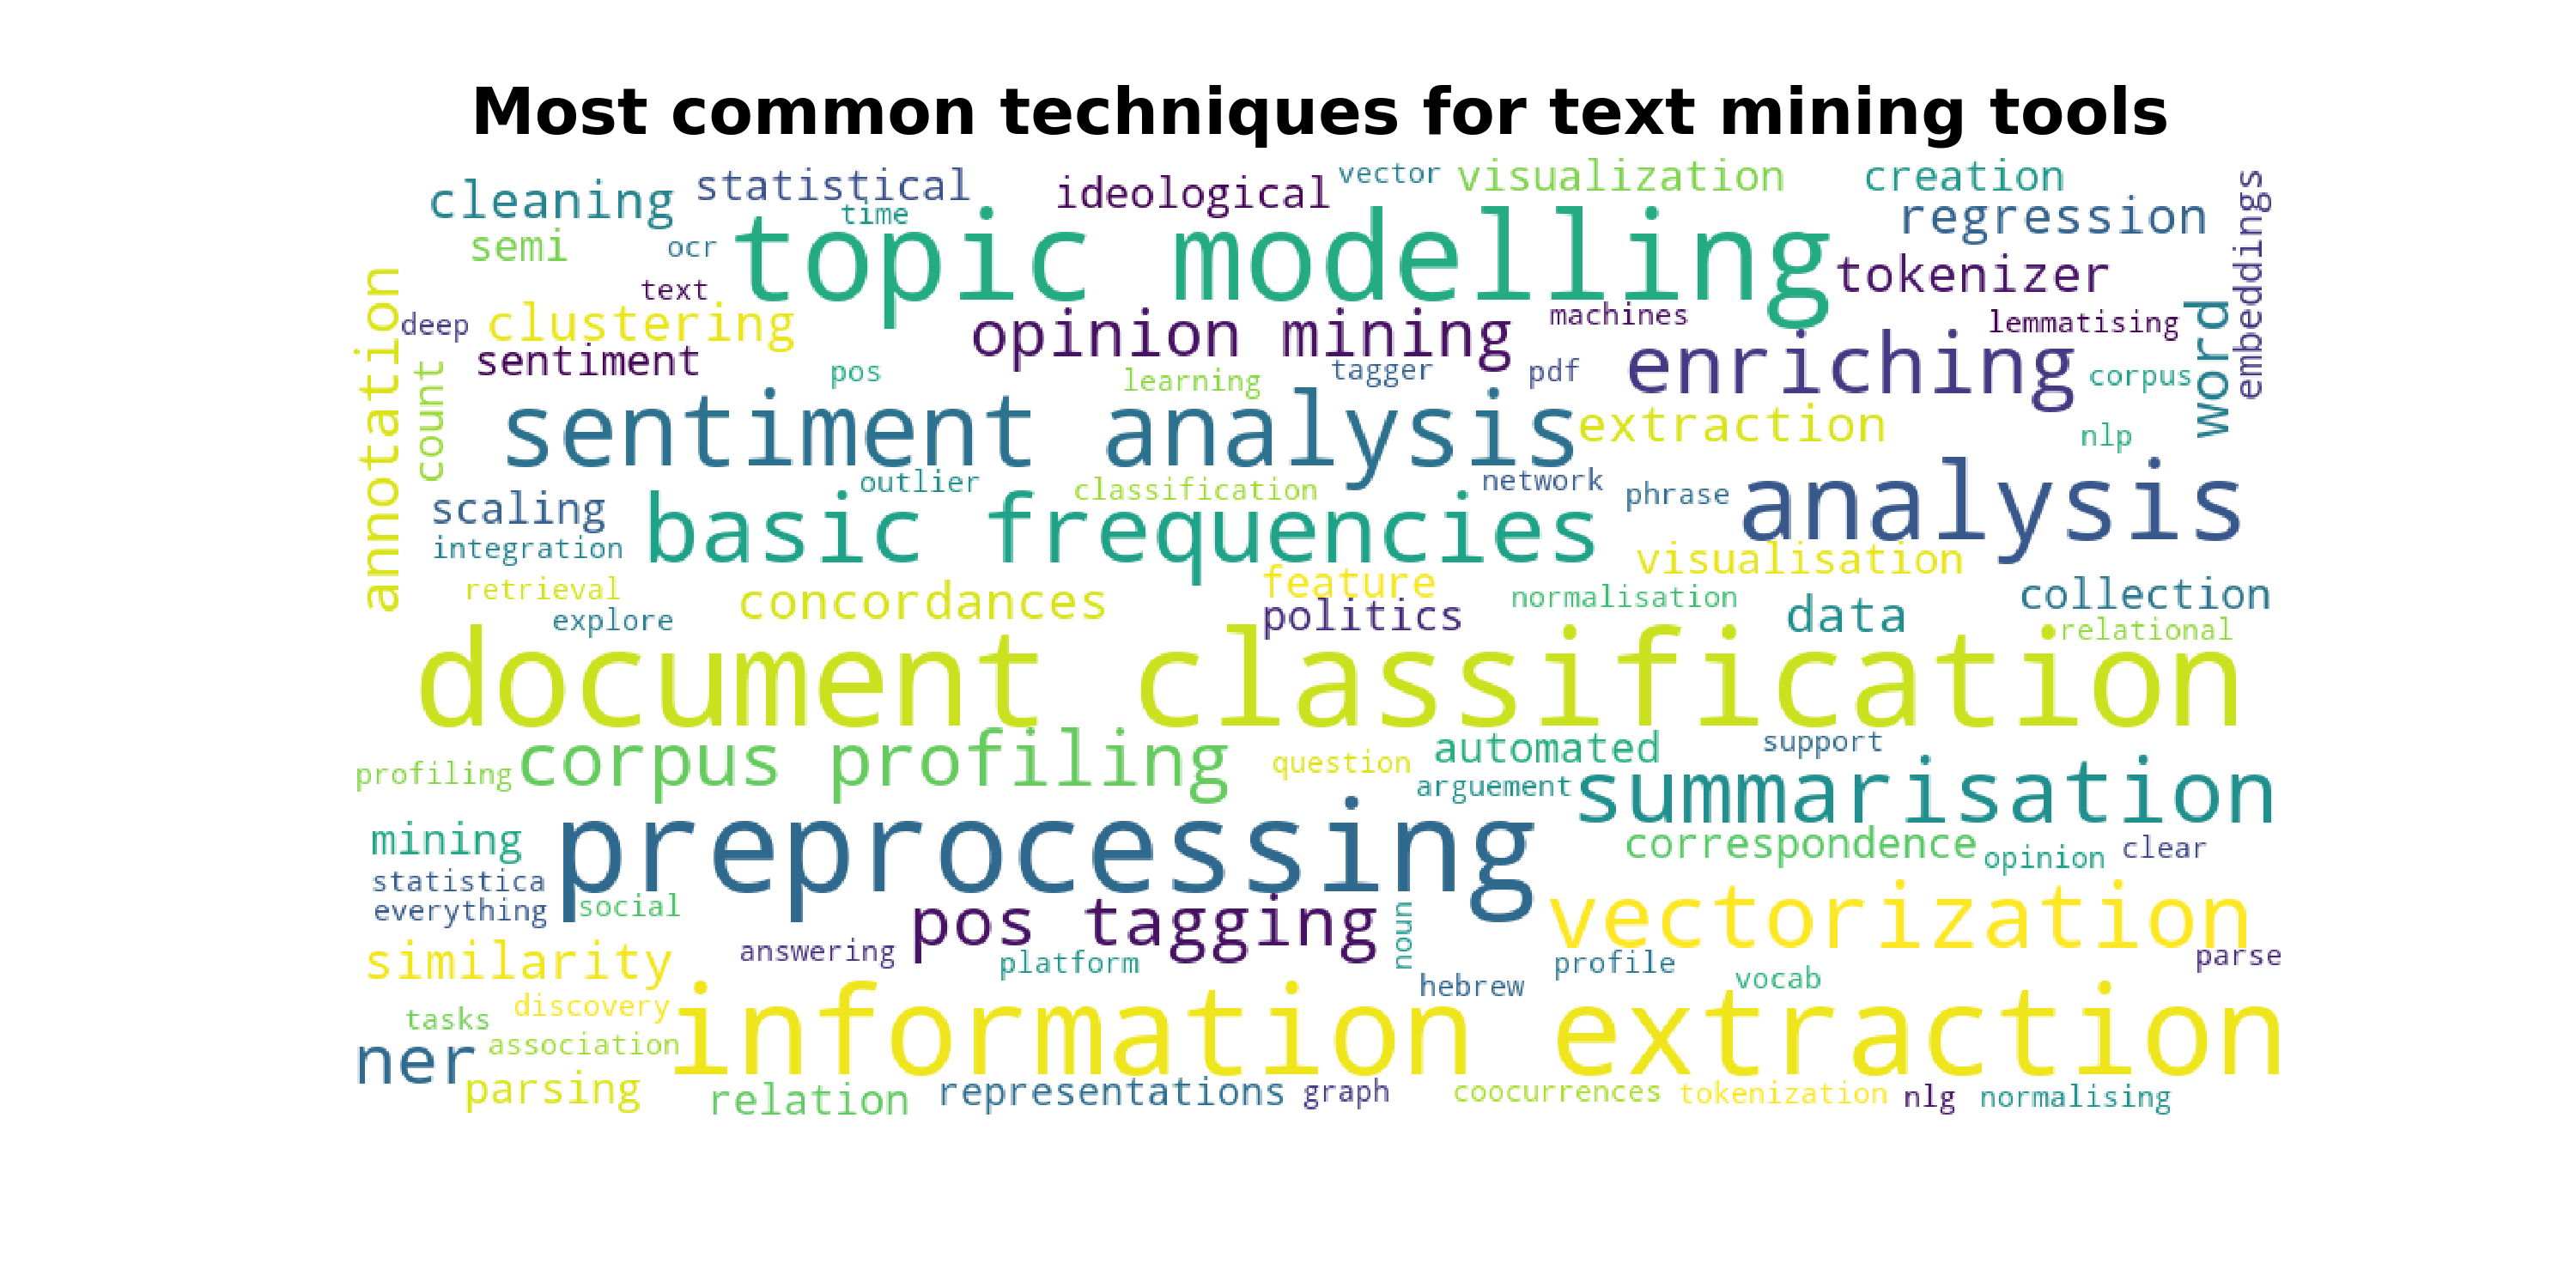 Most common techniques for text mining tools
cleaning
statistical
time
ideological
vector
visualization
creation
regression
embeddings
semi
ocr
topic modelling
tokenizer
text
annotation
deep
clustering
opinion mining
machines
lemmatising
word
sentiment
count
pos
learning
tagger
pdf
enriching
corpus
sentiment analysis
extraction
nlp
outlier
classification
network
phrase
analysis
scaling
integration
basic frequencies
visualisation
retrieval
explore
concordances
feature
politics
normalisation
data
collection
relational
document classification
profiling
corpus profiling
question
automated
arguement
support
summarisation
mining
preprocessing
correspondence
opinion
clear
statistica
everything
social
pos tagging
noun
vectorization
similarity
answering
platform
hebrew
profile
vocab
parse
tasks
discovery
information extraction
ner
association
parsing
relation
representations
graph
coocurrences
tokenization
nlg
normalising